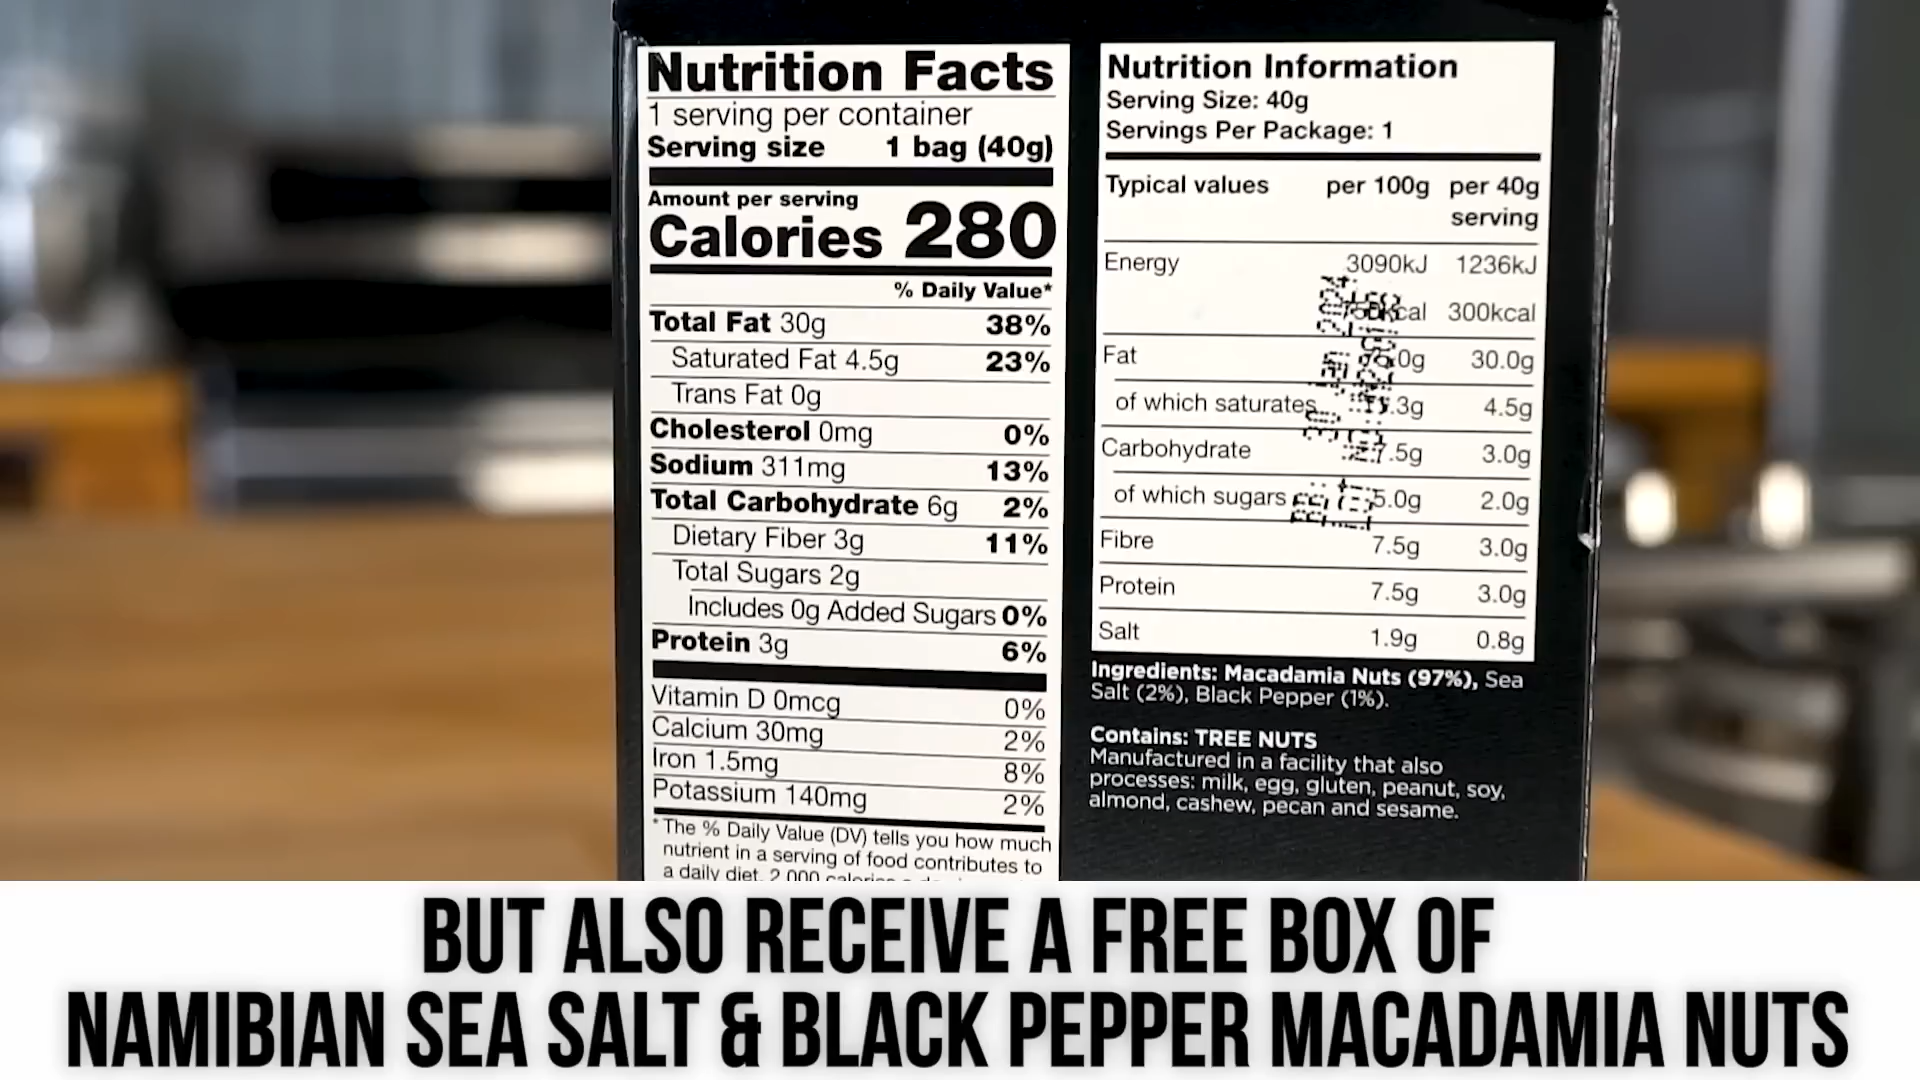 Nutrition Facts
1 serving per container
Serving size 1 bag (40g)
Amount per serving
Calories 280
% Daily Value*
Total Fat 30g 38%
Saturated Fat 4.5g 23%
Trans Fat 0g
Cholesterol 0mg 0%
Sodium 311mg 13%
Total Carbohydrate 6g 2%
Dietary Fiber 3g 11%
Total Sugars 2g
Includes 0g Added Sugars 0%
Protein 3g 6%
Vitamin D 0mcg 0%
Calcium 30mg 2%
Iron 1.5mg 8%
Potassium 140mg 2%
*The % Daily Value (DV) tells you how much
nutrient in a serving of food contributes to
a daily diet. 2,000 calories a
Nutrition Information
Serving Size: 40g
Servings Per Package: 1
Typical values per 100g per 40g
serving
Energy 3090kJ 1236kJ
300kcal
Fat 30.0g
of which saturates 4.5g
Carbohydrate 7.5g 3.0g
of which sugars 5.0g 2.0g
Fibre 7.5g 3.0g
Protein 7.5g 3.0g
Salt 1.9g 0.8g
Ingredients: Macadamia Nuts (97%), Sea
Salt (2%), Black Pepper (1%).
Contains: TREE NUTS
Manufactured in a facility that also
processes: milk, egg, gluten, peanut, soy,
almond, cashew, pecan and sesame.
BUT ALSO RECEIVE A FREE BOX OF
NAMIBIAN SEA SALT & BLACK PEPPER MACADAMIA NUTS